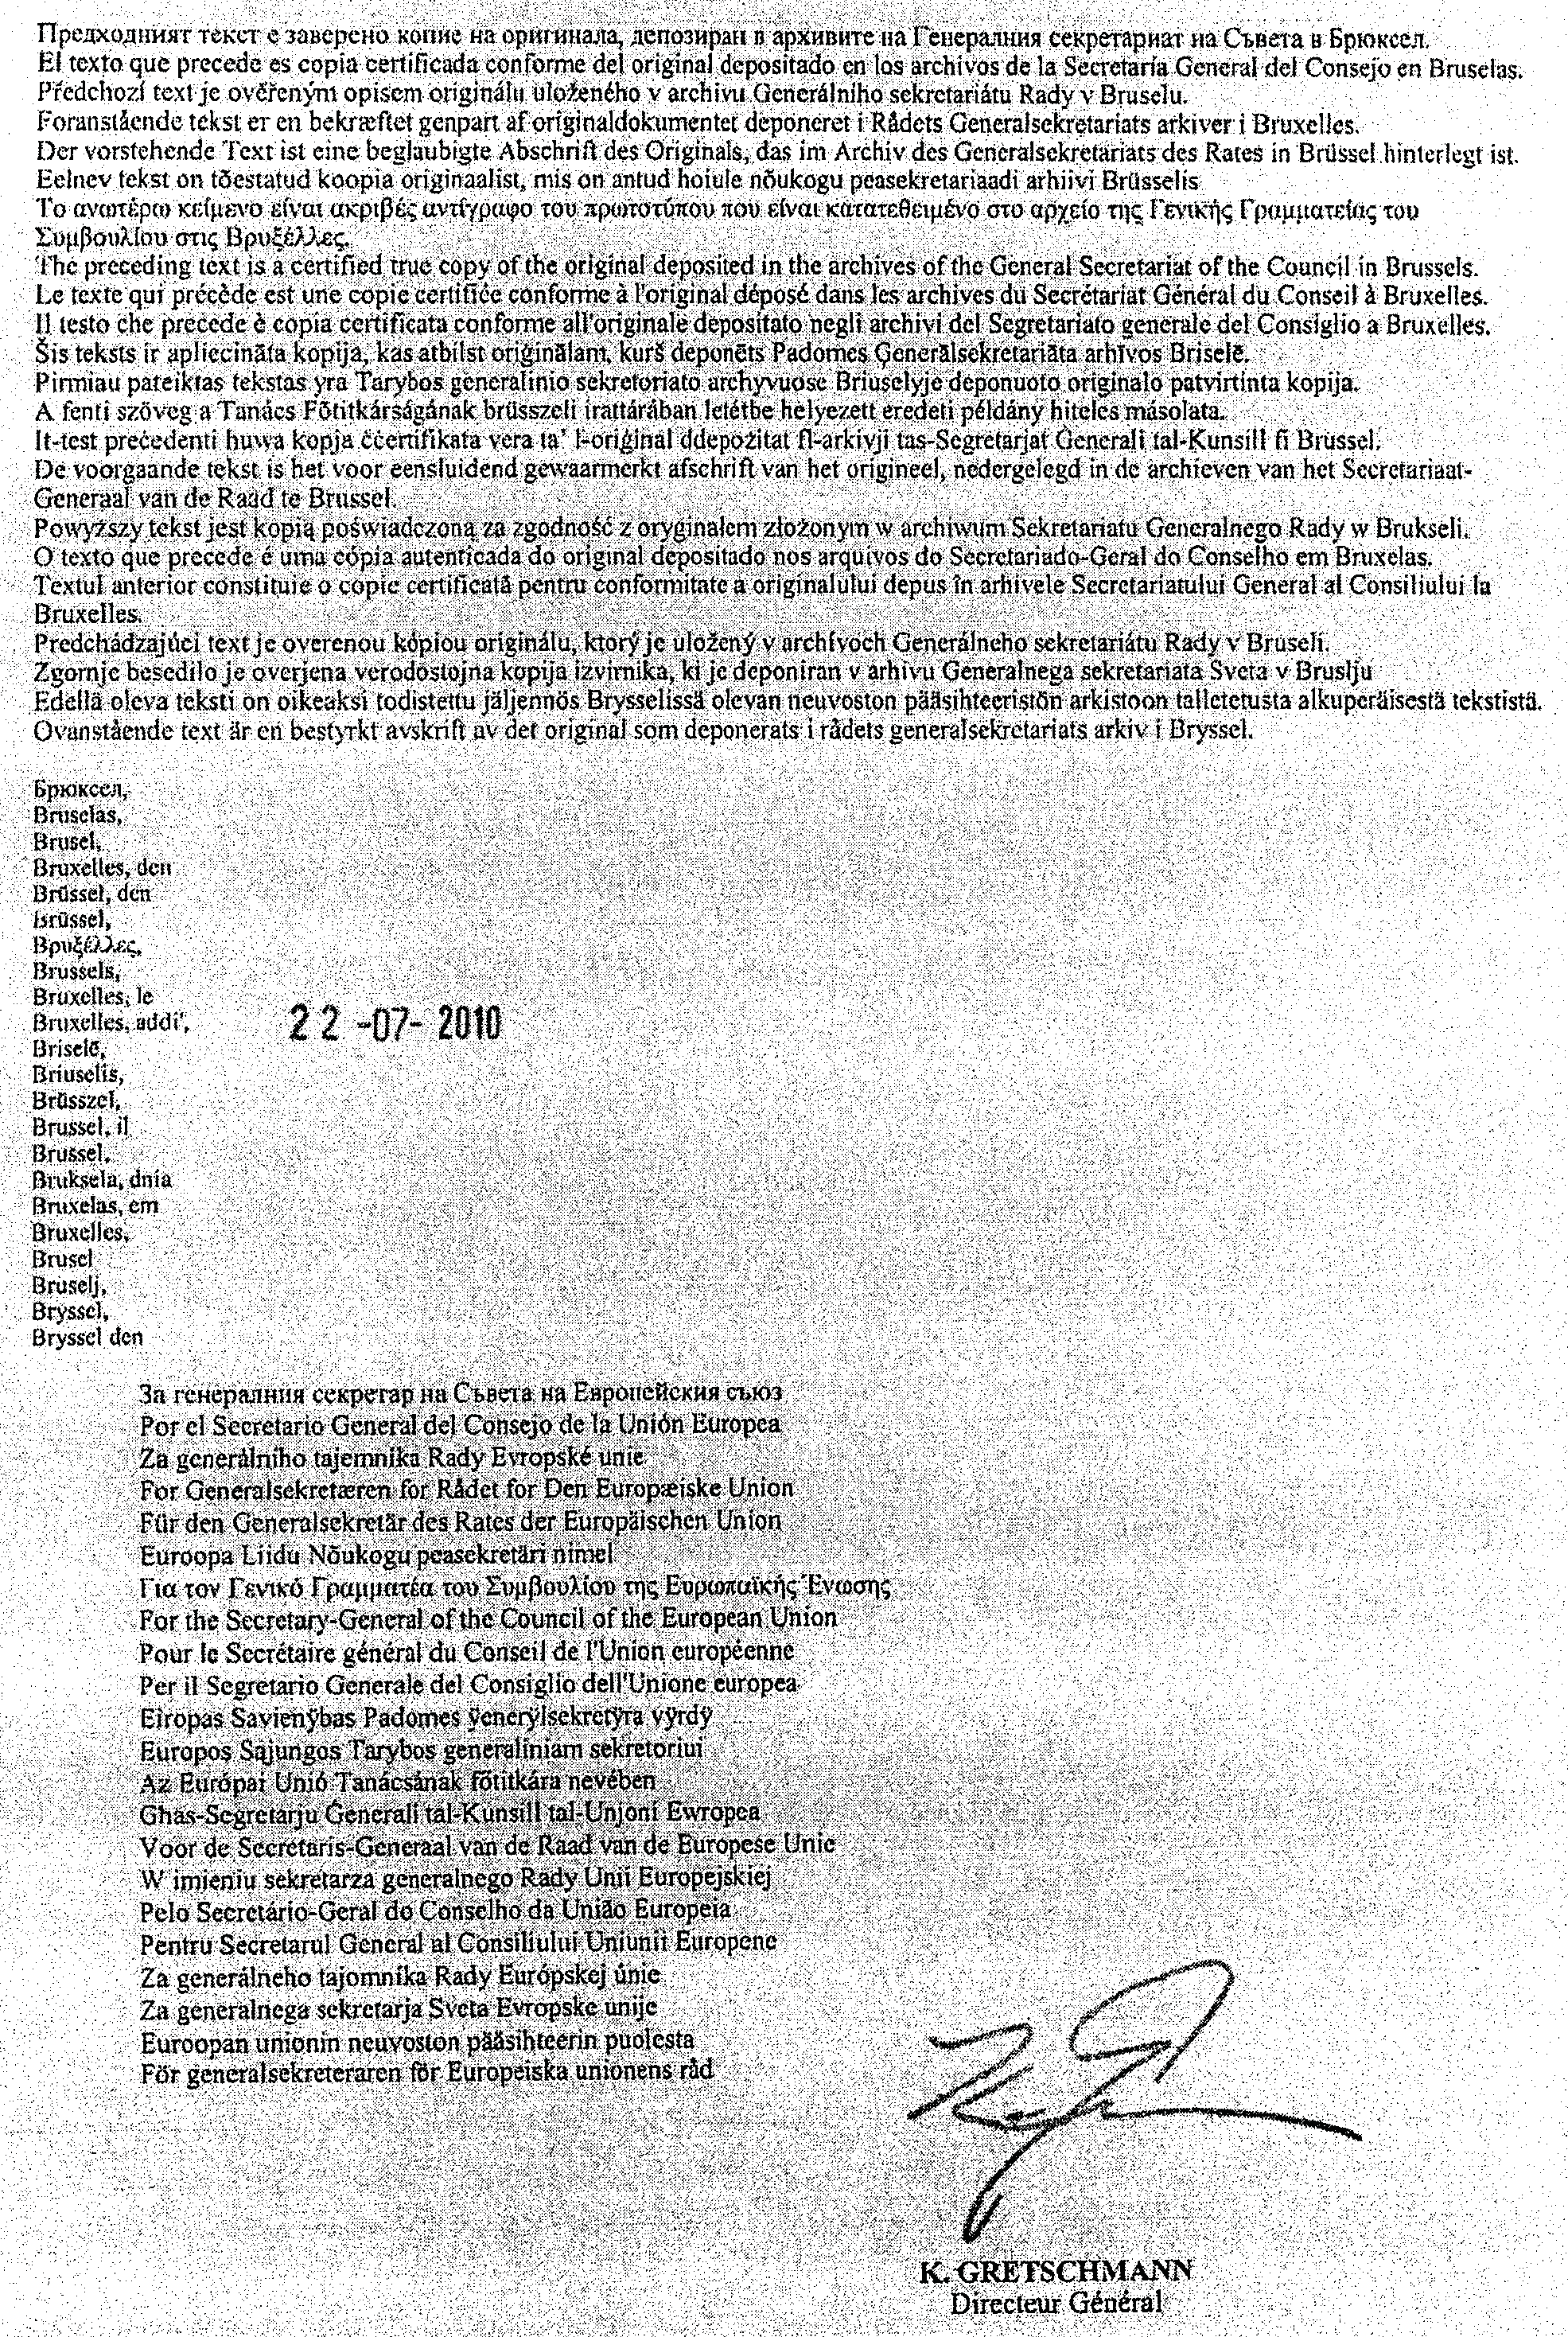 Предходният текст е заверено копие на оригинала, депозиран в архивите на Генералния секретариат на Съвета в Брюксел.
El texto que precede es copia certificada conforme del original depositado en los archivos de la Secretaría General del Consejo en Bruselas.
Předchozí text je ověřeným opisem originálu uloženého v archivu Generálního sekretariátu Rady v Bruselu.
Foranstående tekst er en bekræftet genpart af originaldokumentet deponeret i Rådets Generalsekretariats arkiver i Bruxelles.
Der vorstehende Text ist eine beglaubigte Abschrift des Originals, das im Archiv des Generalsekretariats des Rates in Brüssel hinterlegt ist.
Eelnev tekst on tõestatud koopia originaalist, mis on antud hoiule nõukogu peasekretariaadi arhiivi Brüsselis
Το ανωτέρω κείμενο είναι ακριβές αντίγραφο του πρωτοτύπου που είναι κατατεθειμένο στο αρχείο της Γενικής Γραμματείας του
Συμβουλίου στις Βρυξέλλες.
The preceding text is a certified true copy of the original deposited in the archives of the General Secretariat of the Council in Brussels.
Le texte qui précède est une copie certifiée conforme à l'original déposé dans les archives du Secrétariat Général du Conseil à Bruxelles.
Il testo che precede è copia certificata conforme all'originale depositato negli archivi del Segretariato generale del Consiglio a Bruxelles.
Šis teksts ir apliecināta kopija, kas atbilst oriģinālam, kurš deponēts Padomes Ģenerālsekretariāta arhīvos Briselē.
Pirmiau pateiktas tekstas yra Tarybos generalinio sekretoriato archyvuose Briuselyje deponuoto originalo patvirtinta kopija.
A fenti szöveg a Tanács Főtitkárságának brüsszeli irattárában letétbe helyezett eredeti példány hiteles másolata.
It-test preċedenti huwa kopja ċċertifikata vera ta' l-oriġinal ddepożitat fl-arkivji tas-Segretarjat Ġenerali tal-Kunsill fi Brussel.
De voorgaande tekst is het voor eensluidend gewaarmerkt afschrift van het origineel, nedergelegd in de archieven van het Secretariaat-
Generaal van de Raad te Brussel.
Powyższy tekst jest kopią poświadczoną za zgodność z oryginałem złożonym w archiwum Sekretariatu Generalnego Rady w Brukseli.
O texto que precede é uma cópia autenticada do original depositado nos arquivos do Secretariado-Geral do Conselho em Bruxelas.
Textul anterior constituie o copie certificată pentru conformitate a originalului depus în arhivele Secretariatului General al Consiliului la
Bruxelles.
Predchádzajúci text je overenou kópiou originálu, ktorý je uložený v archívoch Generálneho sekretariátu Rady v Bruseli.
Zgornje besedilo je overjena verodostojna kopija izvirnika, ki je deponiran v arhivu Generalnega sekretariata Sveta v Bruslju
Edellä oleva teksti on oikeaksi todistettu jäljennös Brysselissä olevan neuvoston pääsihteeristön arkistoon talletetusta alkuperäisestä tekstistä.
Ovanstående text är en bestyrkt avskrift av det original som deponerats i rådets generalsekretariats arkiv i Bryssel.
Брюксел,
Bruselas,
Brusel,
Bruxelles, den
Brüssel, den
Brüssel,
Βρυξέλλες,
Brussels,
Bruxelles, le
Bruxelles, addi',
Briselē,
Briuselis,
Brüsszel,
Brussel, il
Brussel,
Bruksela, dnia
Bruxelas, em
Bruxelles,
Brusel
Bruselj,
Bryssel,
Bryssel den
22 -07- 2010
За генералния секретар на Съвета на Европейския съюз
Por el Secretario General del Consejo de la Unión Europea
Za generálního tajemníka Rady Evropské unie
For Generalsekretæren for Rådet for Den Europæiske Union
Für den Generalsekretär des Rates der Europäischen Union
Euroopa Liidu Nõukogu peasekretäri nimel
Για τον Γενικό Γραμματέα του Συμβουλίου της Ευρωπαϊκής Ένωσης
For the Secretary-General of the Council of the European Union
Pour le Secrétaire général du Conseil de l'Union européenne
Per il Segretario Generale del Consiglio dell'Unione europea
Eiropas Savienÿbas Padomes ÿenerÿlsekretÿra vÿrdÿ
Europos Sąjungos Tarybos generaliniam sekretoriui
Az Európai Unió Tanácsának főtitkára nevében
Għas-Segretarju Ġenerali tal-Kunsill tal-Unjoni Ewropea
Voor de Secretaris-Generaal van de Raad van de Europese Unie
W imieniu sekretarza generalnego Rady Unii Europejskiej
Pelo Secretário-Geral do Conselho da União Europeia
Pentru Secretarul General al Consiliului Uniunii Europene
Za generálneho tajomníka Rady Európskej únie
Za generalnega sekretarja Sveta Evropske unije
Euroopan unionin neuvoston pääsihteerin puolesta
För generalsekreteraren för Europeiska unionens råd
K. GRETSCHMANN
Directeur Général